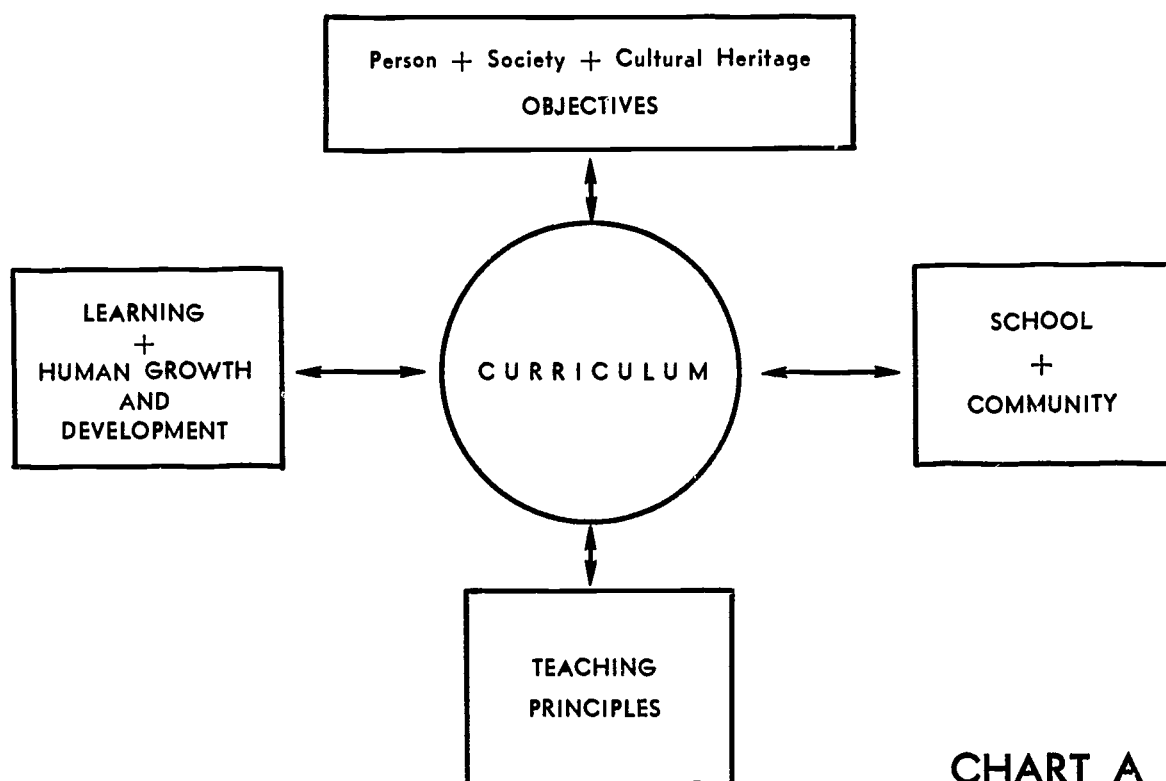 Person + Society + Cultural Heritage
OBJECTIVES
LEARNING
+
HUMAN GROWTH
AND
DEVELOPMENT
CURRICULUM
SCHOOL
+
COMMUNITY
TEACHING
PRINCIPLES
CHART A